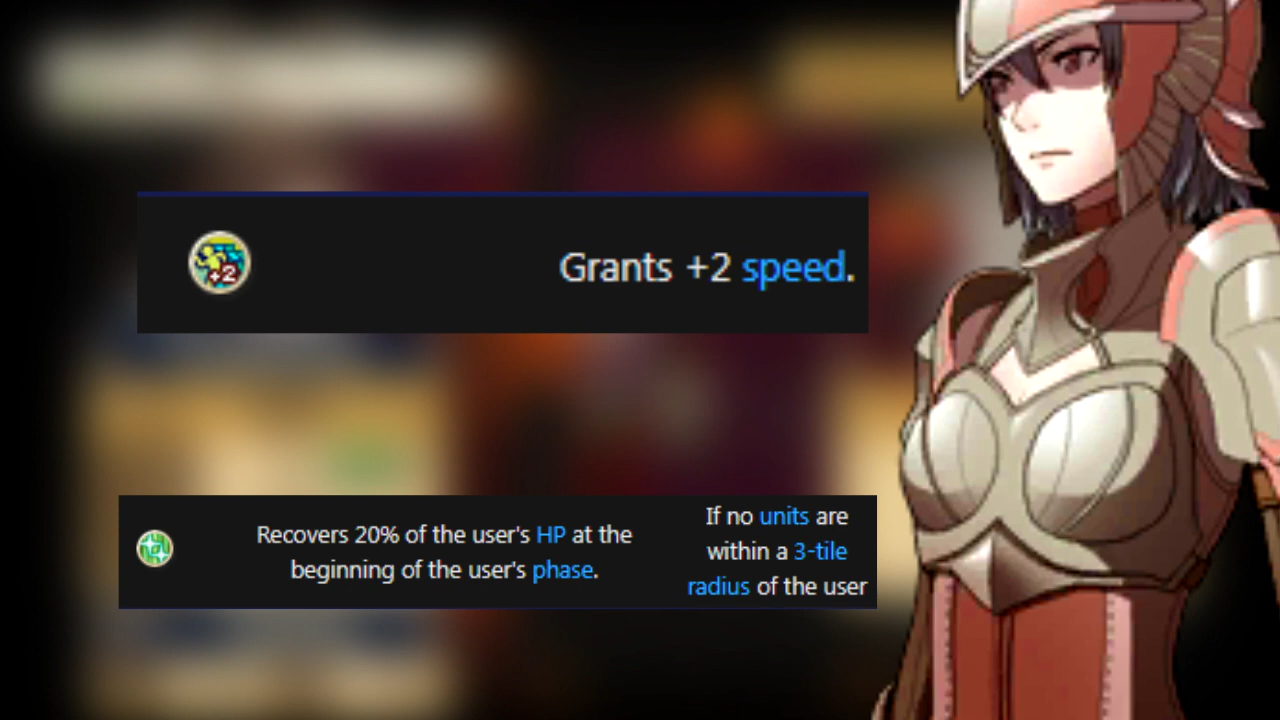 +2
Grants +2 speed.
Recovers 20% of the user's HP at the
beginning of the user's phase.
If no units are
within a 3-tile
radius of the user